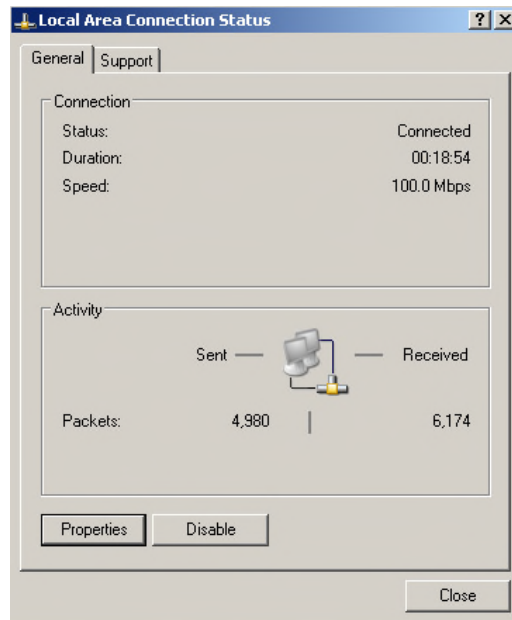 Local Area Connection Status
General Support
Connection
Status: Connected
Duration: 00:18:54
Speed: 100.0 Mbps
Activity
Sent — — Received
Packets: 4,980 | 6,174
Properties Disable
Close